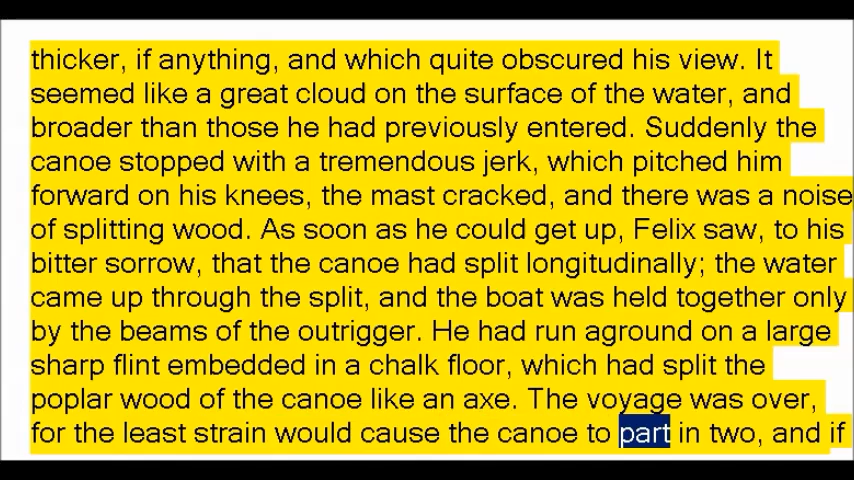 thicker, if anything, and which quite obscured his view. It
seemed like a great cloud on the surface of the water, and
broader than those he had previously entered. Suddenly the
canoe stopped with a tremendous jerk, which pitched him
forward on his knees, the mast cracked, and there was a noise
of splitting wood. As soon as he could get up, Felix saw, to his
bitter sorrow, that the canoe had split longitudinally; the water
came up through the split, and the boat was held together only
by the beams of the outrigger. He had run aground on a large
sharp flint embedded in a chalk floor, which had split the
poplar wood of the canoe like an axe. The voyage was over,
for the least strain would cause the canoe to part in two, and if